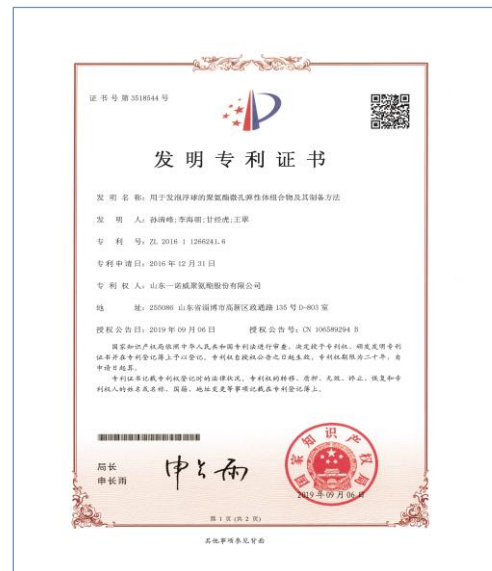 证书号第3518544号
发明专利证书
发明名称：用于发泡浮球的聚氨酯微孔弹性体组合物及其制备方法
发明人：孙清峰;李海朝;甘经虎;王军
专利号：ZL 2016 1 1266241.6
专利申请日：2016年12月31日
专利权人：山东一诺威聚氨酯股份有限公司
地址：255086 山东省淄博市高新区政通路135号D-803室
授权公告日：2019年09月06日 授权公告号：CN 106589294 B
国家知识产权局依照中华人民共和国专利法进行审查，决定授予专利权，颁发发明专利
证书并在专利登记簿上予以登记。专利权自授权公告之日起生效。专利权期限为二十年，自
申请日起算。
专利证书记载专利权登记时的法律状况。专利权的转移、质押、无效、终止、恢复和专
利权人的姓名或名称、国籍、地址变更等事项记载在专利登记簿上。
局长
申长雨
申长雨
国家知识产权局
2019年09月06日
第1页(共2页)
其他事项参见背面